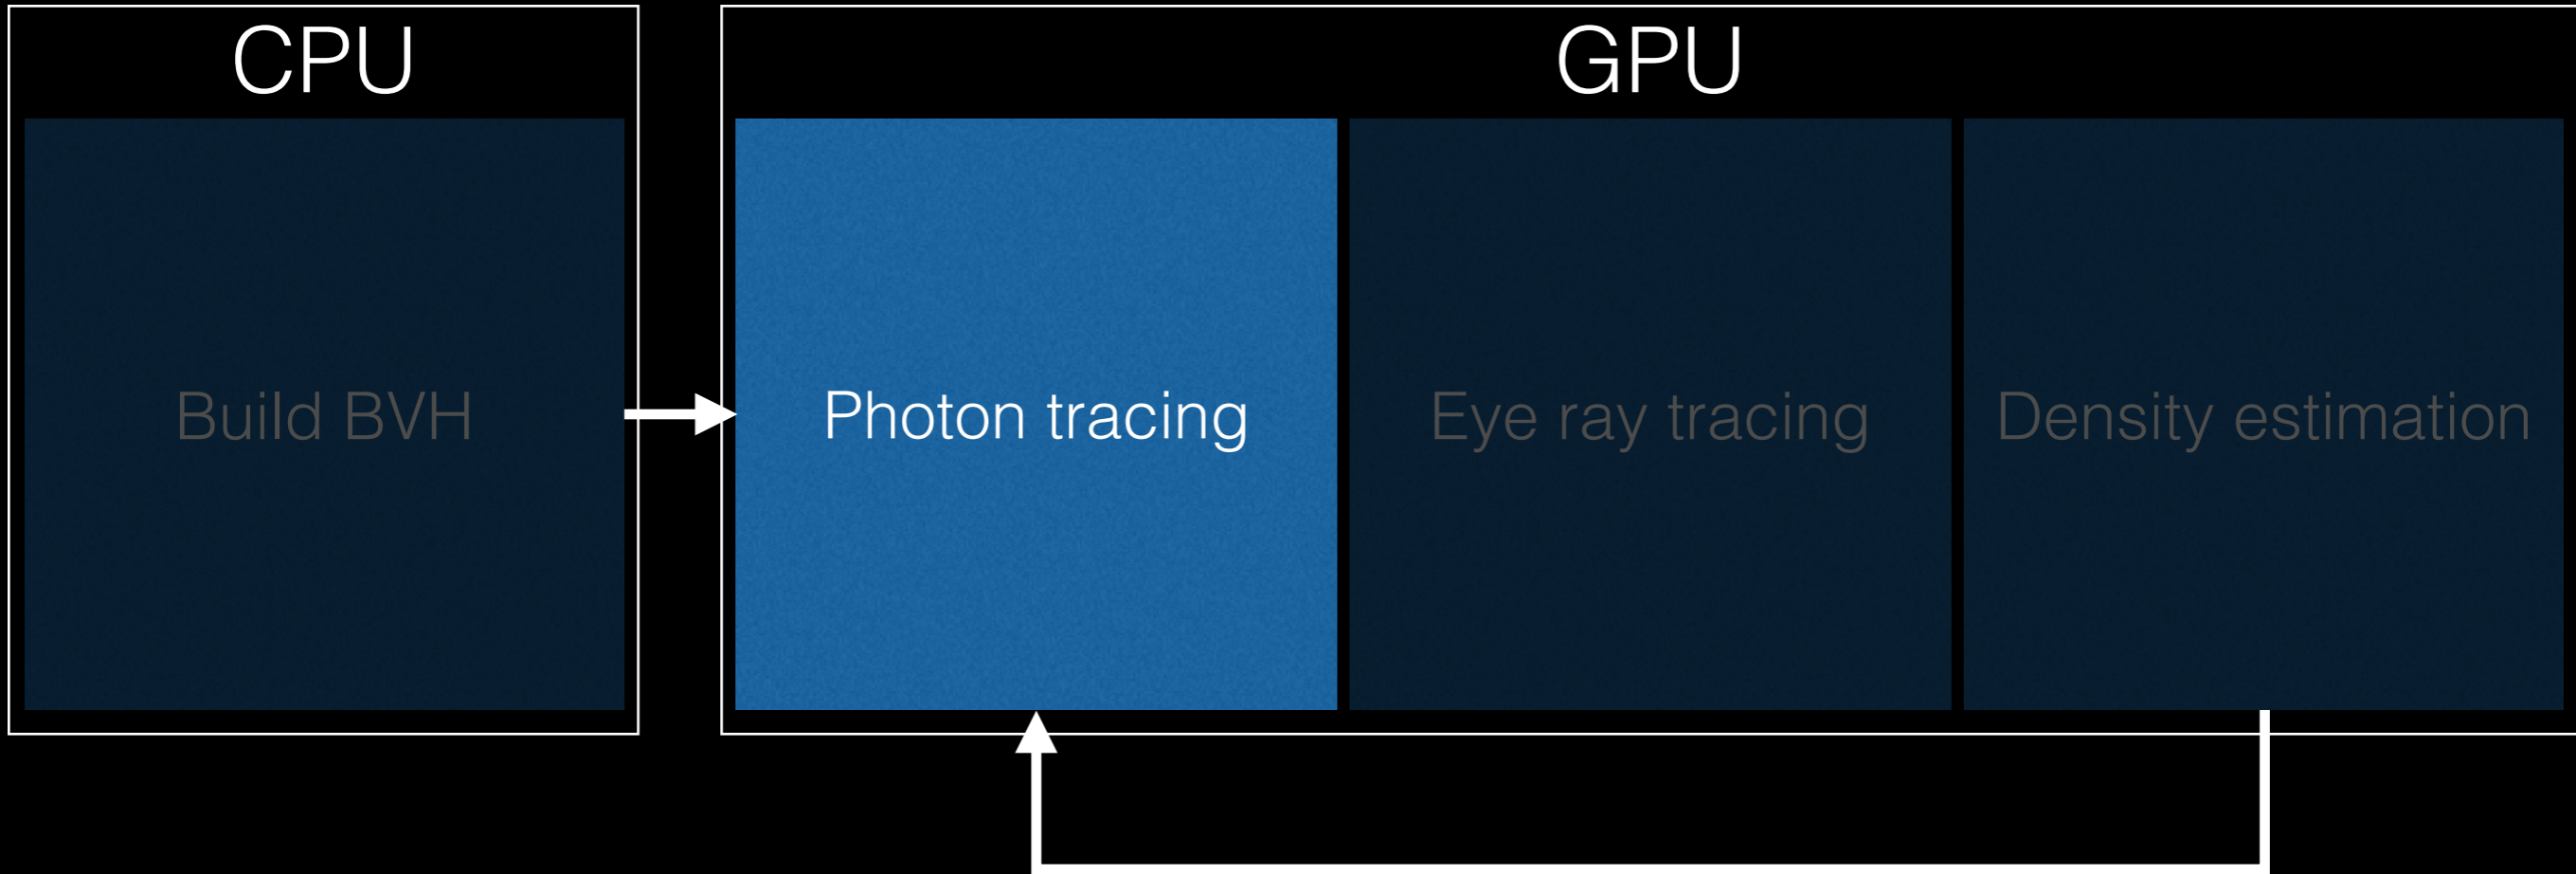 CPU
GPU
Build BVH
Photon tracing
Eye ray tracing
Density estimation